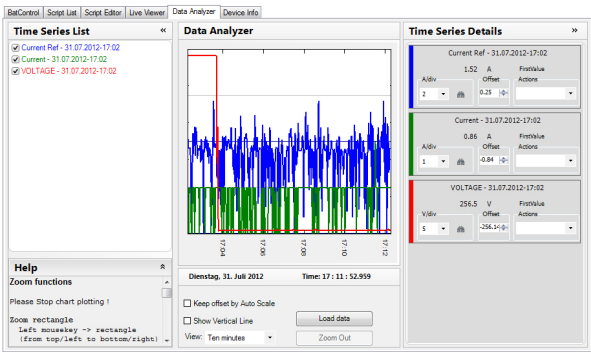 BatControl Script List Script Editor Live Viewer Data Analyzer Device Info
Time Series List «
Current Ref - 31.07.2012-17:02
Current - 31.07.2012-17:02
VOLTAGE - 31.07.2012-17:02
Help
Zoom functions
Please Stop chart plotting !
Zoom rectangle
Left mousekey -> rectangle
(from top/left to bottom/right)
Data Analyzer
17:04 17:06 17:08 17:10 17:12
Dienstag, 31. Juli 2012 Time: 17 : 11 : 52.959
Keep offset by Auto Scale
Show Vertical Line
Load data
View: Ten minutes
Zoom Out
Time Series Details »
Current Ref - 31.07.2012-17:02
1.52 A FirstValue
A/div Offset Actions
2 0.25
Current - 31.07.2012-17:02
0.86 A FirstValue
A/div Offset Actions
1 -0.84
VOLTAGE - 31.07.2012-17:02
256.5 V FirstValue
V/div Offset Actions
5 -256.14